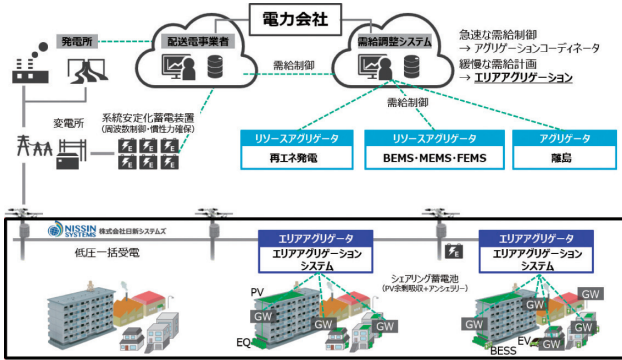 電力会社
発電所
配送電事業者
需給調整システム
急速な需給制御
→ アグリゲーションコーディネータ
緩慢な需給計画
→ エリアアグリゲーション
需給制御
需給制御
変電所
系統安定化蓄電装置
(周波数制御・慣性力確保)
E E E
E E E
リソースアグリゲータ
再エネ発電
リソースアグリゲータ
BEMS・MEMS・FEMS
アグリゲータ
離島
NISSIN SYSTEMS 株式会社日新システムズ
低圧一括受電
エリアアグリゲータ
エリアアグリゲーション
システム
E
シェアリング蓄電池
(PV余剰吸収+アンシェラリー)
エリアアグリゲータ
エリアアグリゲーション
システム
PV
GW
GW
GW
EQ
GW
GW
GW
GW
EV
BESS